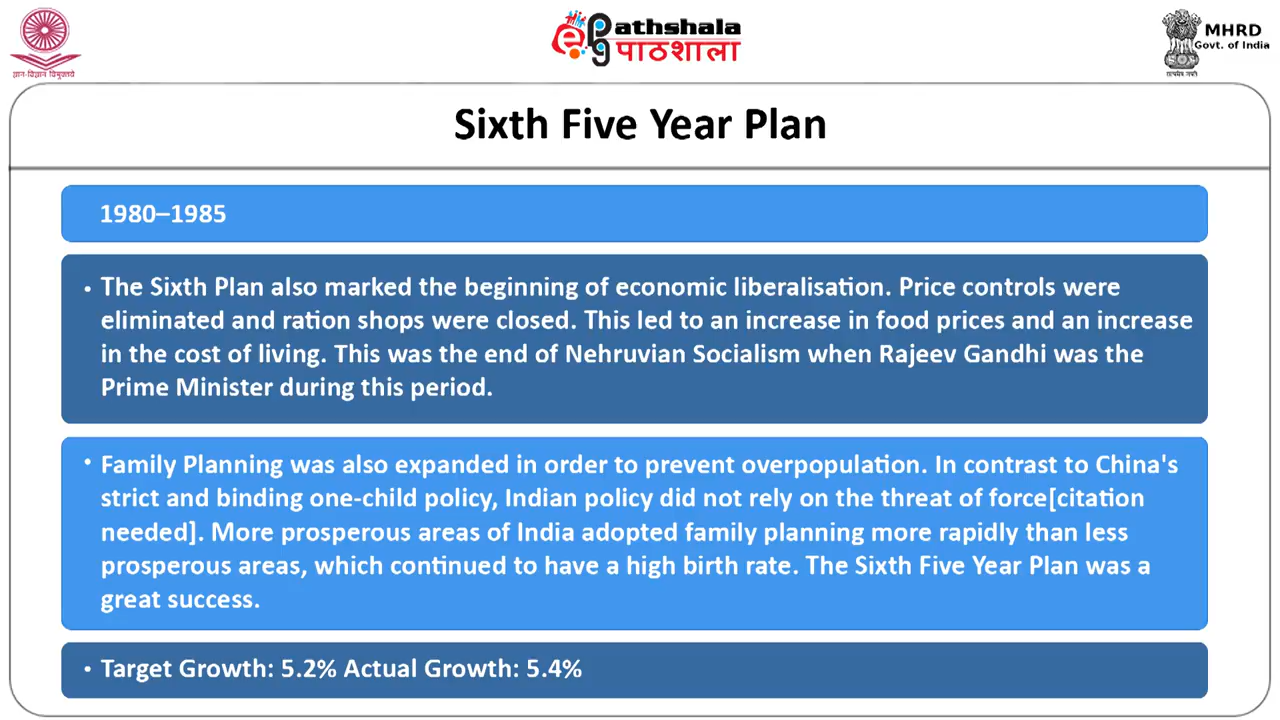 ज्ञान-विज्ञान विमुक्तये
ePathshala
पाठशाला
MHRD
Govt. of India
सत्यमेव जयते
Sixth Five Year Plan
1980–1985
• The Sixth Plan also marked the beginning of economic liberalisation. Price controls were
eliminated and ration shops were closed. This led to an increase in food prices and an increase
in the cost of living. This was the end of Nehruvian Socialism when Rajeev Gandhi was the
Prime Minister during this period.
• Family Planning was also expanded in order to prevent overpopulation. In contrast to China's
strict and binding one-child policy, Indian policy did not rely on the threat of force[citation
needed]. More prosperous areas of India adopted family planning more rapidly than less
prosperous areas, which continued to have a high birth rate. The Sixth Five Year Plan was a
great success.
• Target Growth: 5.2% Actual Growth: 5.4%